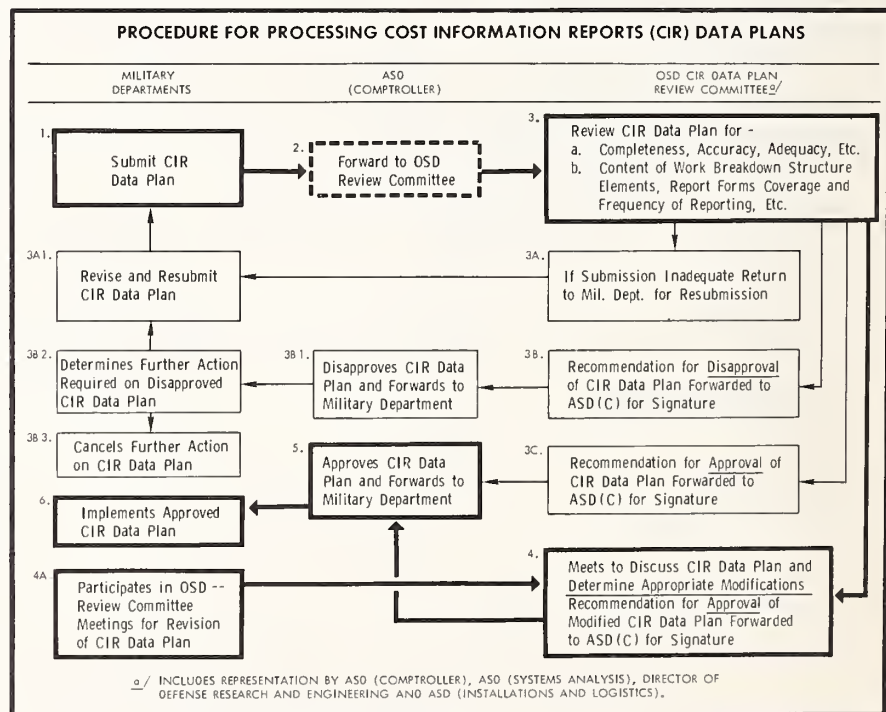 PROCEDURE FOR PROCESSING COST INFORMATION REPORTS (CIR) DATA PLANS
MILITARY
DEPARTMENTS
ASO
(COMPTROLLER)
OSD CIR DATA PLAN
REVIEW COMMITTEE a/
1.
Submit CIR
Data Plan
2.
Forward to OSD
Review Committee
3.
Review CIR Data Plan for -
a. Completeness, Accuracy, Adequacy, Etc.
b. Content of Work Breakdown Structure
Elements, Report Forms Coverage and
Frequency of Reporting, Etc.
3A1.
Revise and Resubmit
CIR Data Plan
3A.
If Submission Inadequate Return
to Mil. Dept. for Resubmission
3B2.
Determines Further Action
Required on Disapproved
CIR Data Plan
3B1.
Disapproves CIR Data
Plan and Forwards to
Military Department
3B.
Recommendation for Disapproval
of CIR Data Plan Forwarded to
ASD(C) for Signature
3B3.
Cancels Further Action
on CIR Data Plan
5.
Approves CIR Data
Plan and Forwards to
Military Department
3C.
Recommendation for Approval of
CIR Data Plan Forwarded to
ASD(C) for Signature
6.
Implements Approved
CIR Data Plan
4A.
Participates in OSD --
Review Committee
Meetings for Revision
of CIR Data Plan
4.
Meets to Discuss CIR Data Plan and
Determine Appropriate Modifications
Recommendation for Approval of
Modified CIR Data Plan Forwarded
to ASD(C) for Signature
a/ INCLUDES REPRESENTATION BY ASO (COMPTROLLER), ASO (SYSTEMS ANALYSIS), DIRECTOR OF
DEFENSE RESEARCH AND ENGINEERING ANO ASD (INSTALLATIONS AND LOGISTICS).